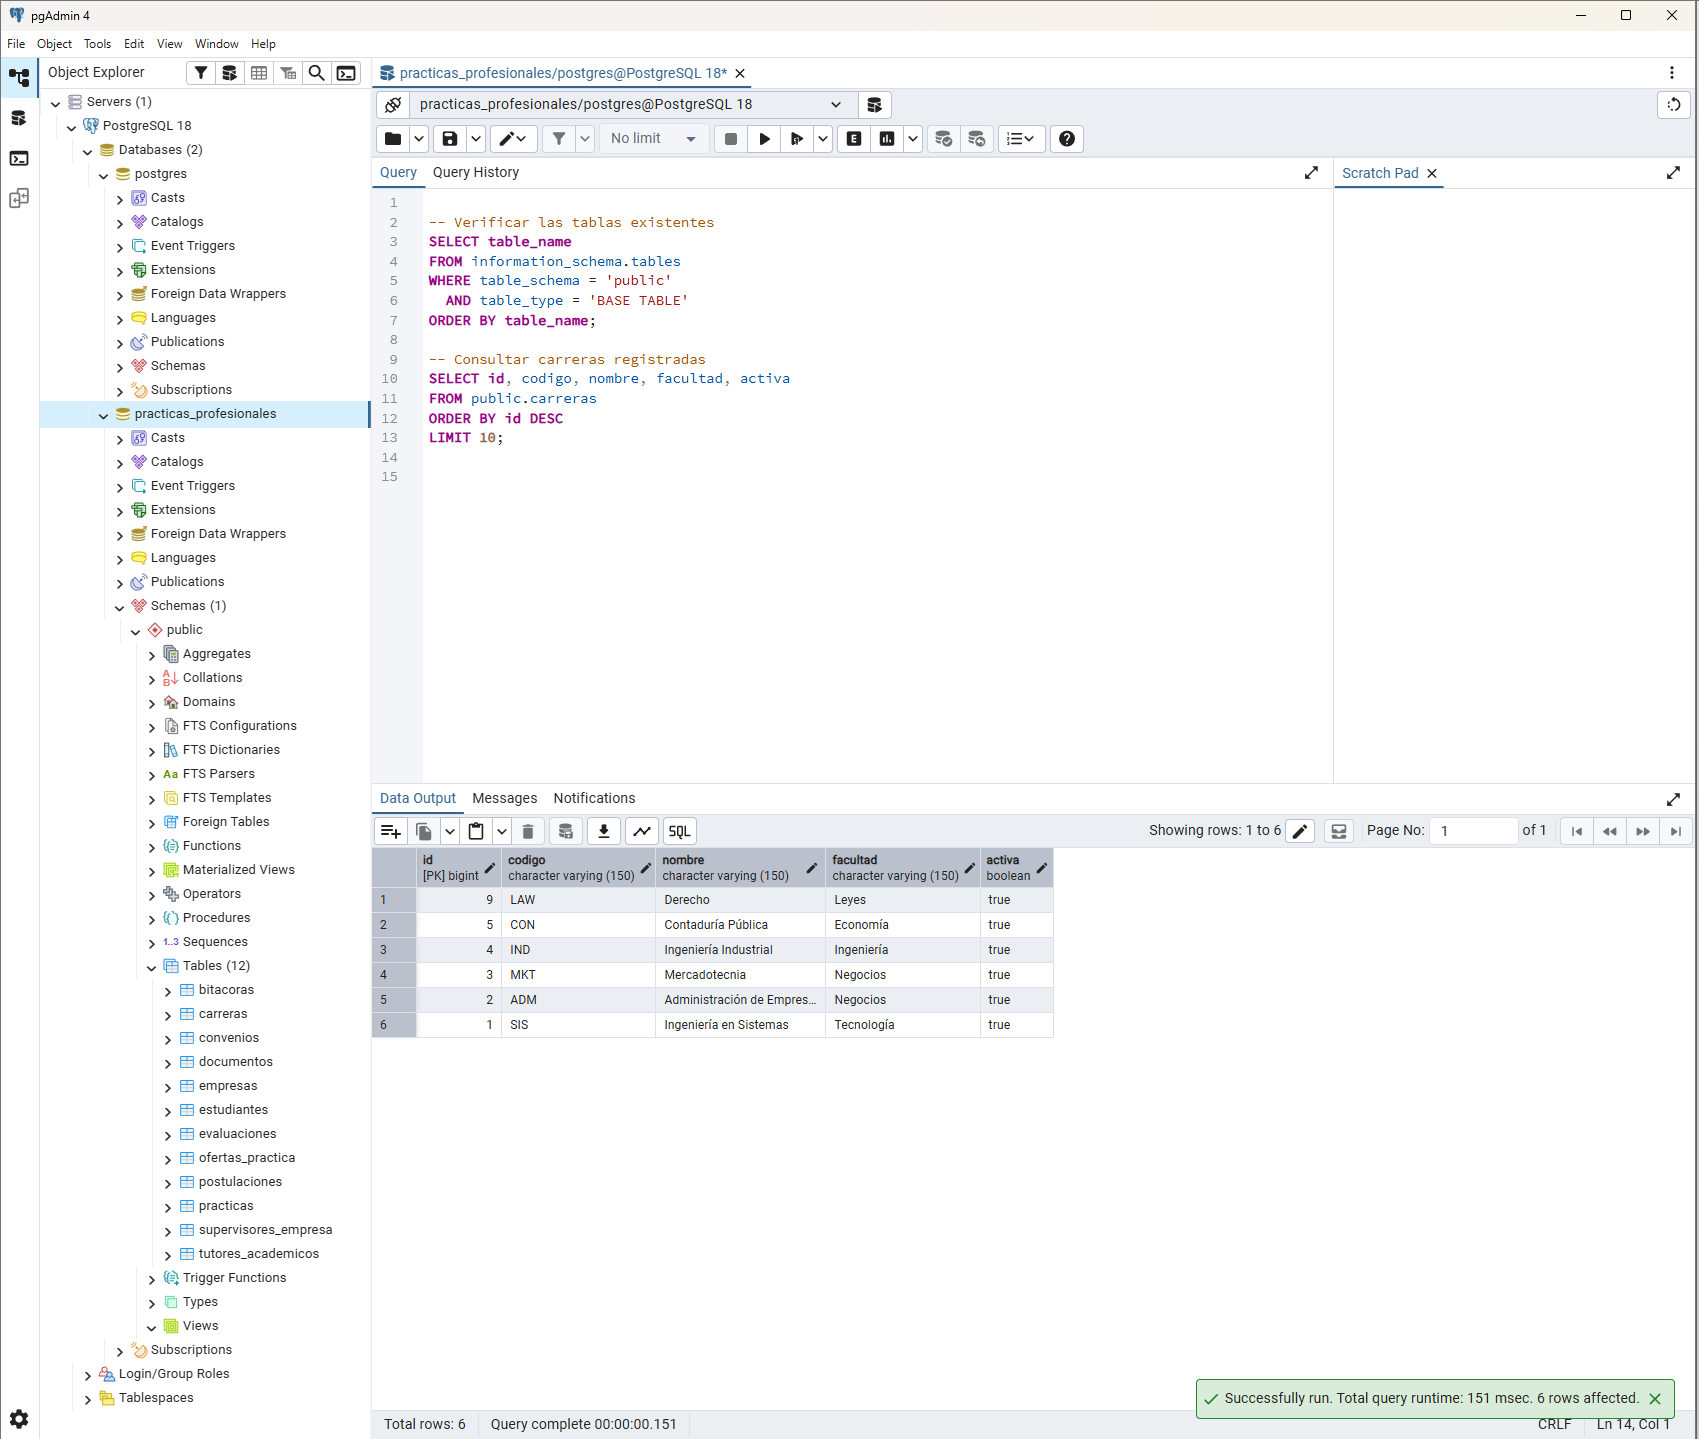 pgAdmin 4
File Object Tools Edit View Window Help
Object Explorer
Servers (1)
PostgreSQL 18
Databases (2)
postgres
Casts
Catalogs
Event Triggers
Extensions
Foreign Data Wrappers
Languages
Publications
Schemas
Subscriptions
practicas_profesionales
Casts
Catalogs
Event Triggers
Extensions
Foreign Data Wrappers
Languages
Publications
Schemas (1)
public
Aggregates
Collations
Domains
FTS Configurations
FTS Dictionaries
Aa FTS Parsers
FTS Templates
Foreign Tables
Functions
Materialized Views
Operators
Procedures
1..3 Sequences
Tables (12)
bitacoras
carreras
convenios
documentos
empresas
estudiantes
evaluaciones
ofertas_practica
postulaciones
practicas
supervisores_empresa
tutores_academicos
Trigger Functions
Types
Views
Subscriptions
Login/Group Roles
Tablespaces
practicas_profesionales/postgres@PostgreSQL 18*
practicas_profesionales/postgres@PostgreSQL 18
No limit
E
Query Query History
Scratch Pad
1
2 -- Verificar las tablas existentes
3 SELECT table_name
4 FROM information_schema.tables
5 WHERE table_schema = 'public'
6 AND table_type = 'BASE TABLE'
7 ORDER BY table_name;
8
9 -- Consultar carreras registradas
10 SELECT id, codigo, nombre, facultad, activa
11 FROM public.carreras
12 ORDER BY id DESC
13 LIMIT 10;
14
15
Data Output Messages Notifications
SQL Showing rows: 1 to 6 Page No: 1 of 1
id codigo nombre facultad activa
[PK] bigint character varying (150) character varying (150) character varying (150) boolean
1 9 LAW Derecho Leyes true
2 5 CON Contaduría Pública Economía true
3 4 IND Ingeniería Industrial Ingeniería true
4 3 MKT Mercadotecnia Negocios true
5 2 ADM Administración de Empres... Negocios true
6 1 SIS Ingeniería en Sistemas Tecnología true
Successfully run. Total query runtime: 151 msec. 6 rows affected.
Total rows: 6 Query complete 00:00:00.151 CRLF Ln 14, Col 1